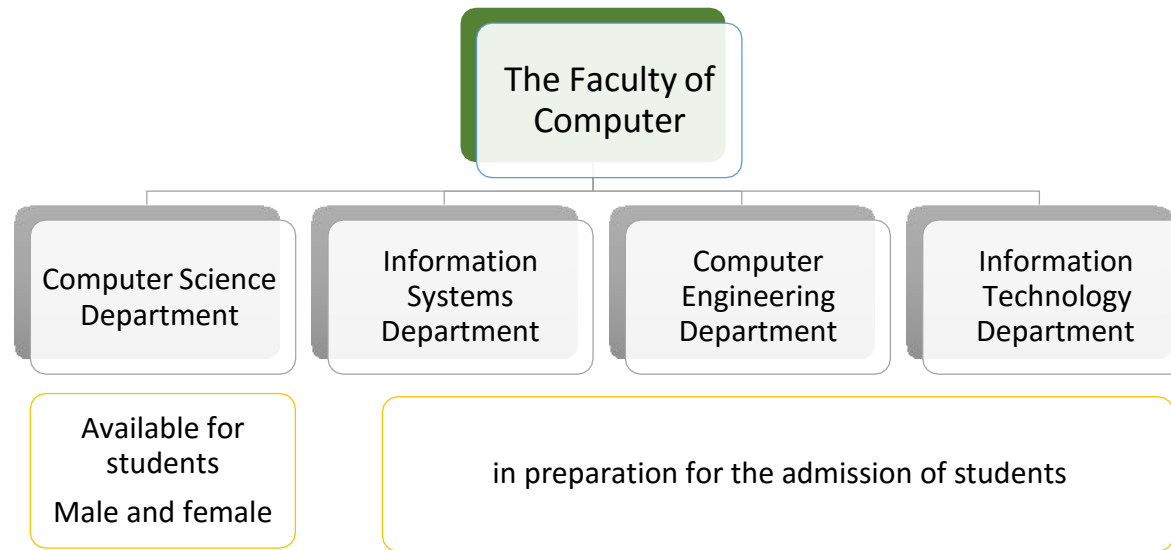 The Faculty of
Computer
Computer Science
Department
Information
Systems
Department
Computer
Engineering
Department
Information
Technology
Department
Available for
students
Male and female
in preparation for the admission of students